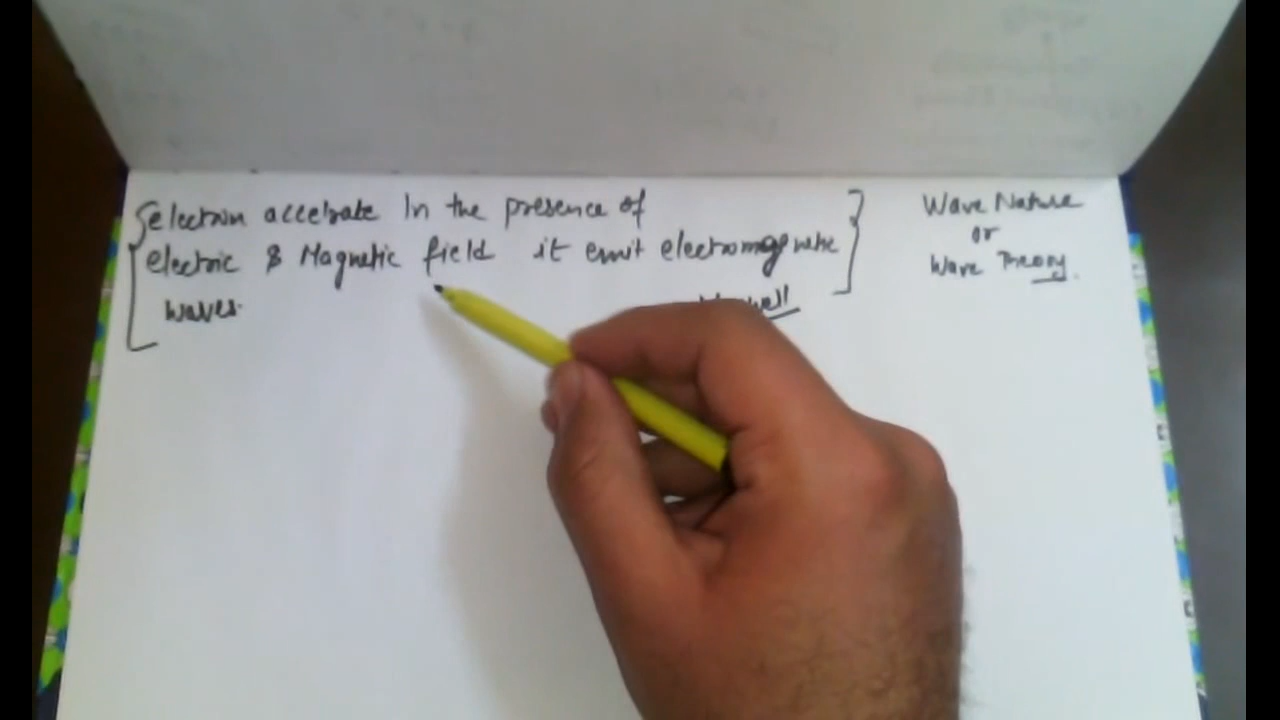 electron accelrate In the presence of
electric & Magnetic field it emit electromagnetic
waves.
Wave Nature
or
Wave Theory.